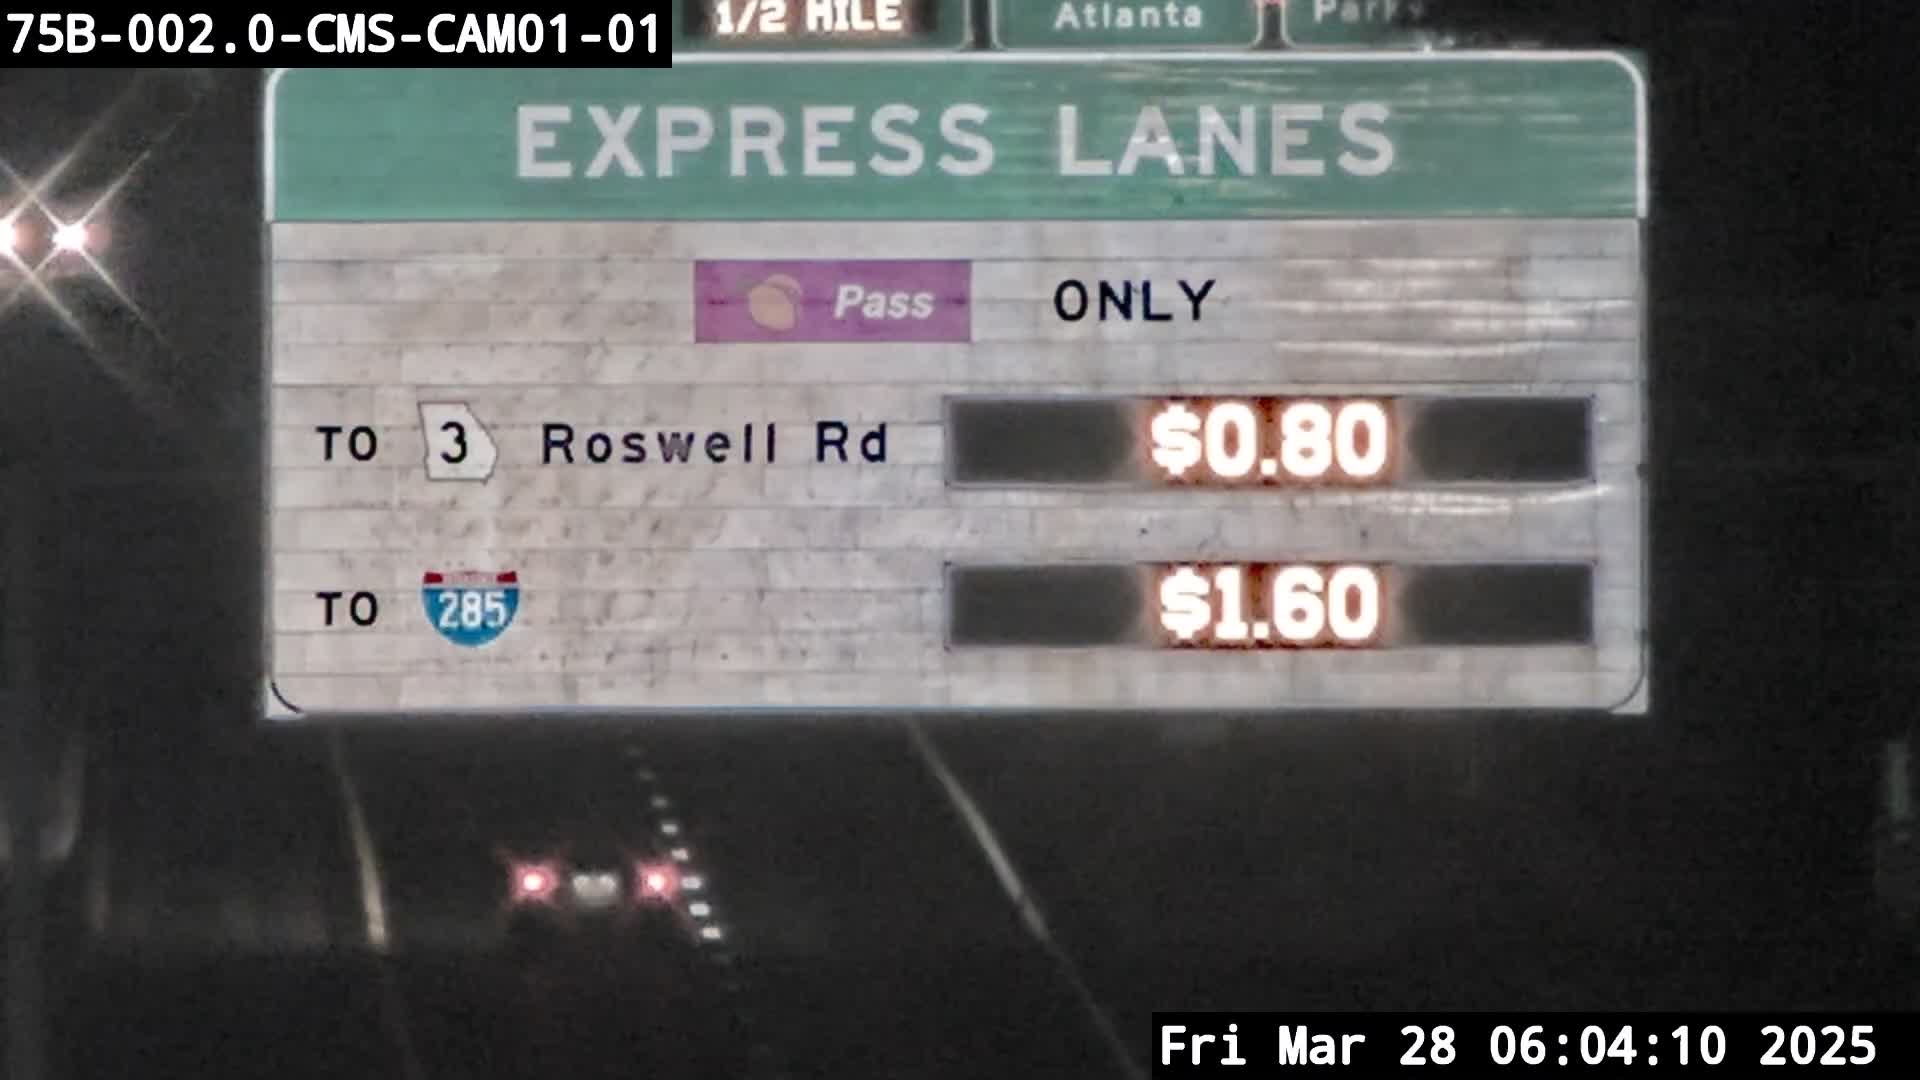 75B-002.0-CMS-CAM01-01
1/2 MILE
Atlanta
EXPRESS LANES
Pass ONLY
TO 3 Roswell Rd $0.80
TO 285 $1.60
Fri Mar 28 06:04:10 2025